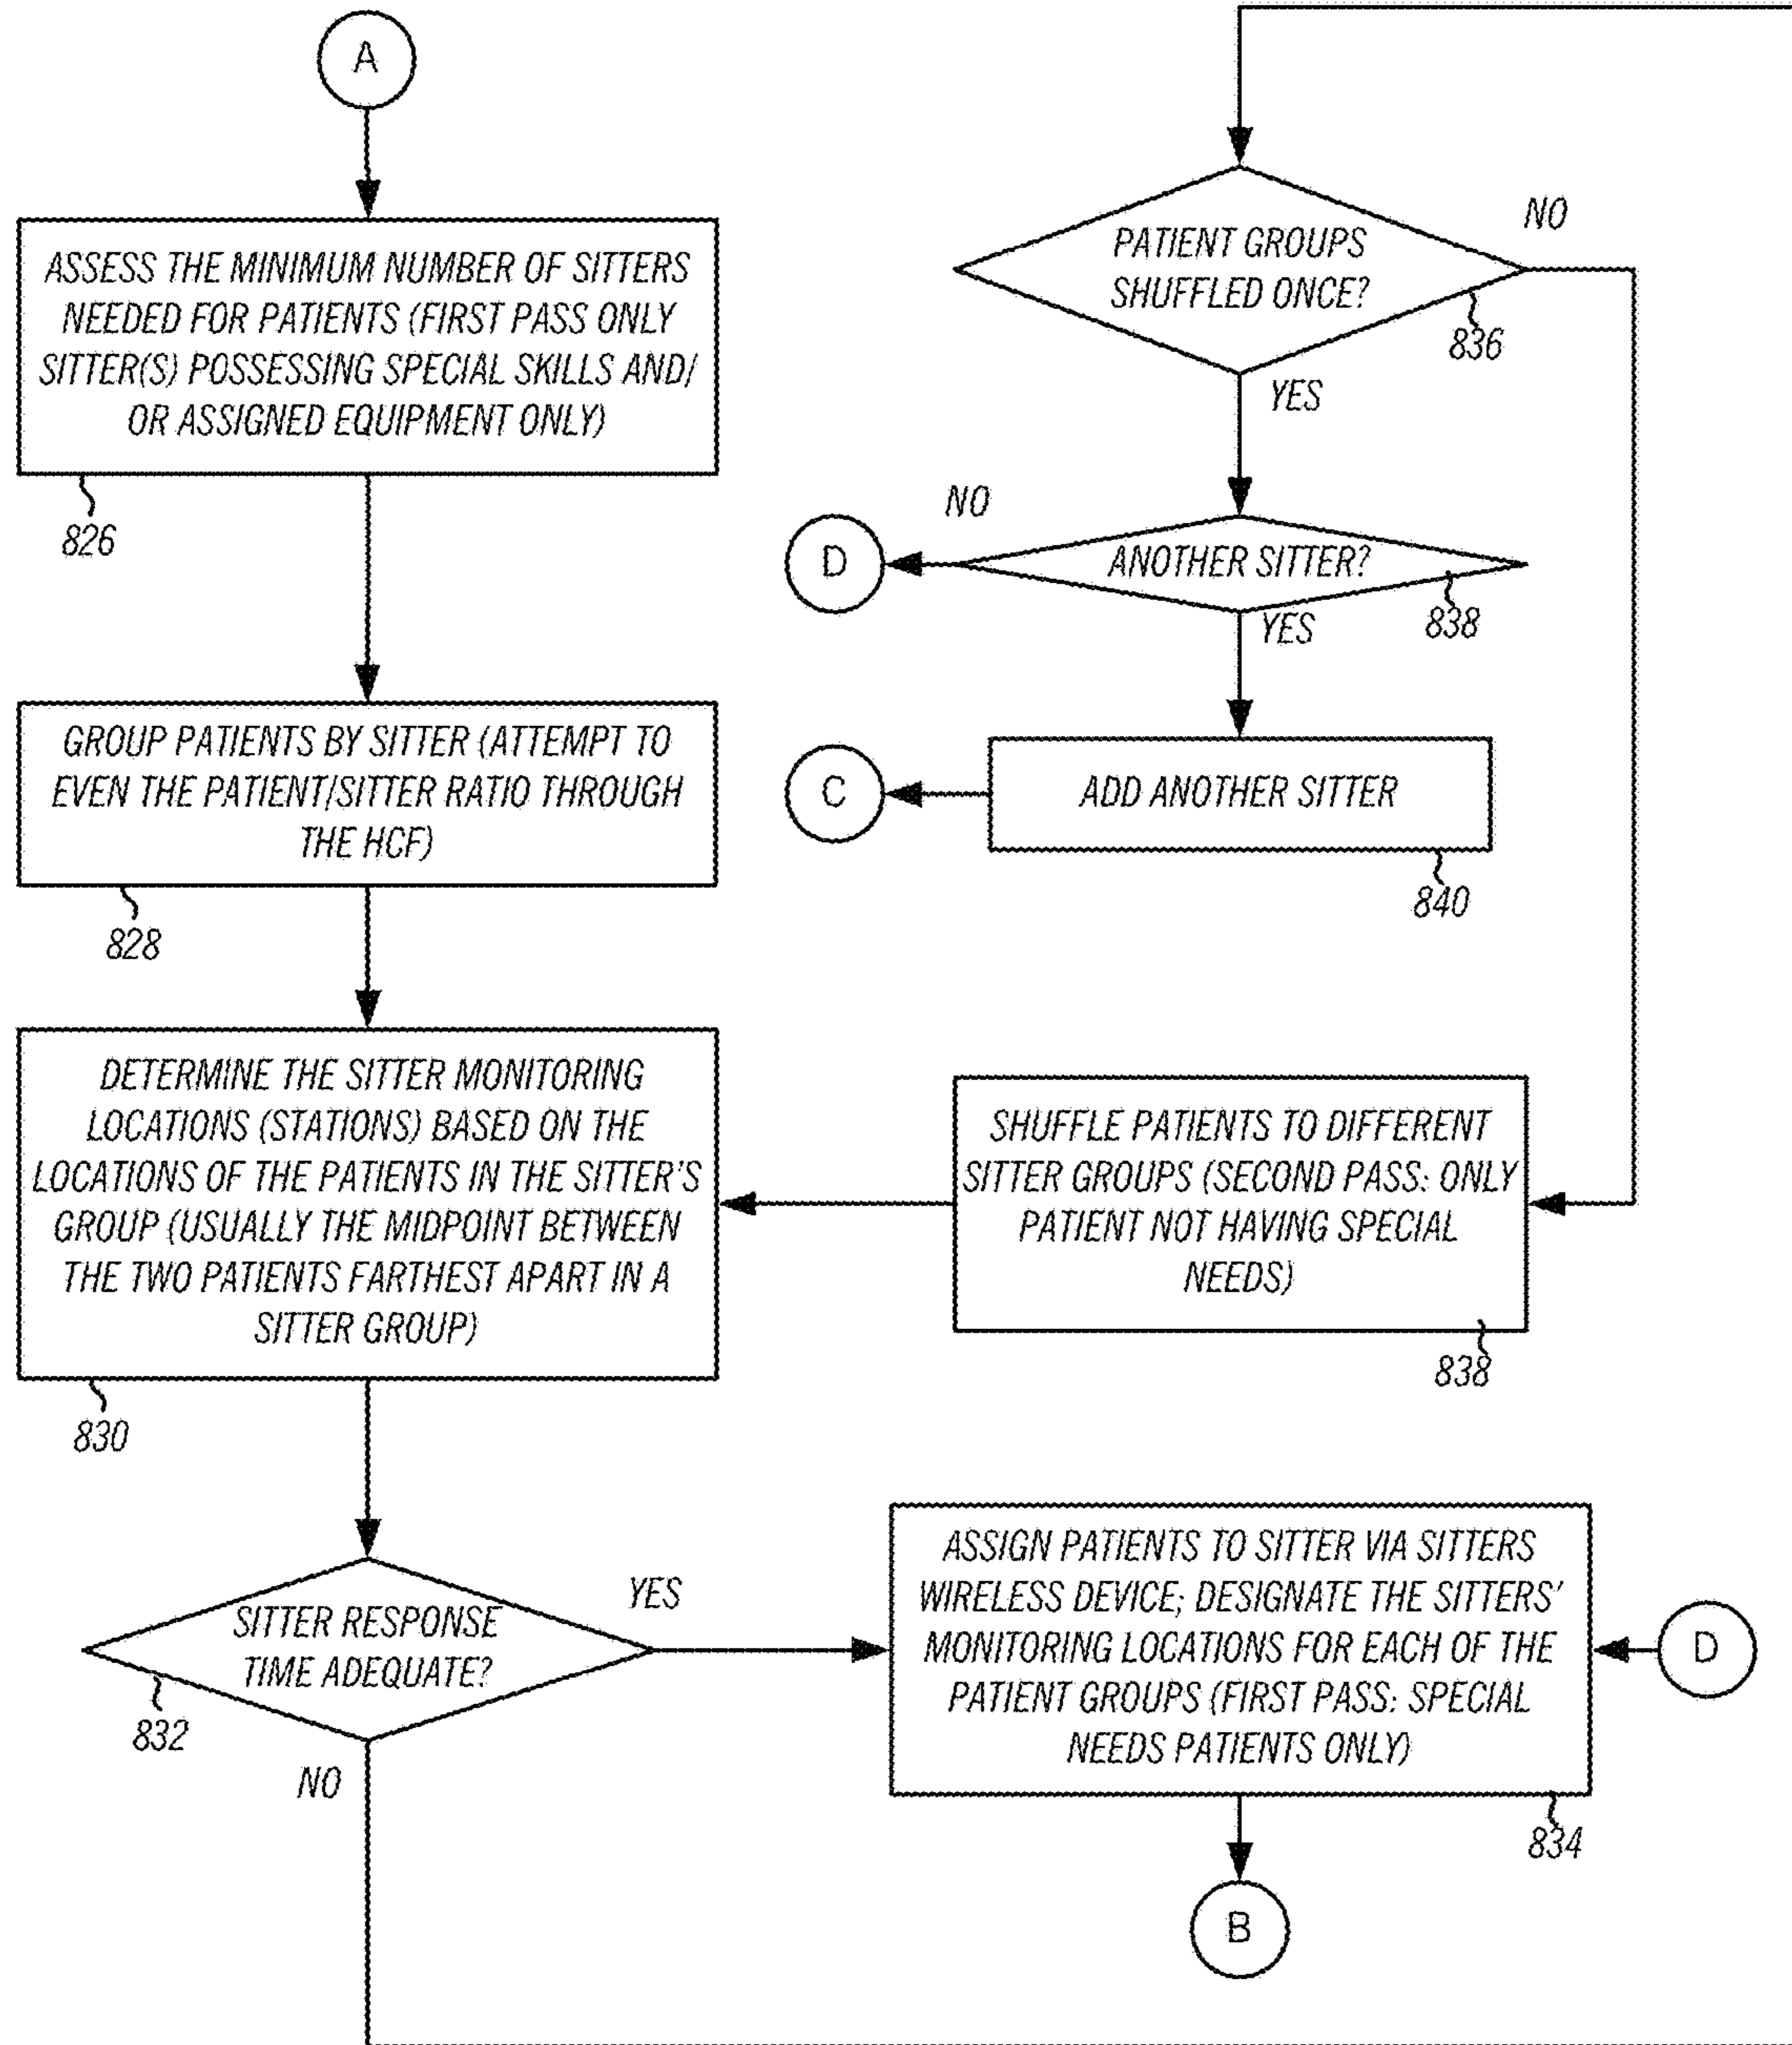 A
ASSESS THE MINIMUM NUMBER OF SITTERS
NEEDED FOR PATIENTS (FIRST PASS ONLY
SITTER(S) POSSESSING SPECIAL SKILLS AND/
OR ASSIGNED EQUIPMENT ONLY)
826
GROUP PATIENTS BY SITTER (ATTEMPT TO
EVEN THE PATIENT/SITTER RATIO THROUGH
THE HCF)
828
DETERMINE THE SITTER MONITORING
LOCATIONS (STATIONS) BASED ON THE
LOCATIONS OF THE PATIENTS IN THE SITTER'S
GROUP (USUALLY THE MIDPOINT BETWEEN
THE TWO PATIENTS FARTHEST APART IN A
SITTER GROUP)
830
SITTER RESPONSE
TIME ADEQUATE?
832
YES
NO
PATIENT GROUPS
SHUFFLED ONCE?
836
NO
YES
ANOTHER SITTER?
838
NO
D
YES
ADD ANOTHER SITTER
840
C
SHUFFLE PATIENTS TO DIFFERENT
SITTER GROUPS (SECOND PASS: ONLY
PATIENT NOT HAVING SPECIAL
NEEDS)
838
ASSIGN PATIENTS TO SITTER VIA SITTERS
WIRELESS DEVICE; DESIGNATE THE SITTERS'
MONITORING LOCATIONS FOR EACH OF THE
PATIENT GROUPS (FIRST PASS: SPECIAL
NEEDS PATIENTS ONLY)
834
D
B